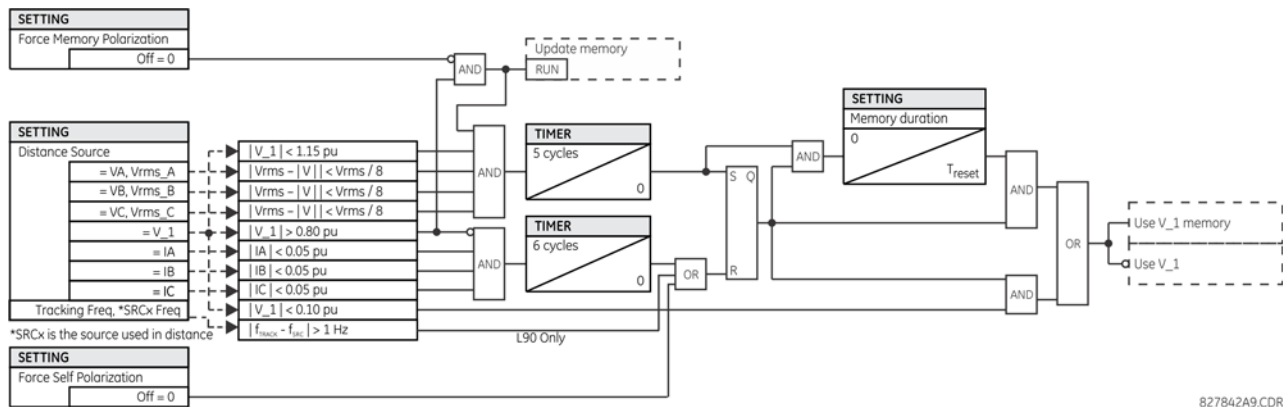 SETTING
Force Memory Polarization
Off = 0
AND
Update memory
RUN
SETTING
Distance Source
= VA, Vrms_A
= VB, Vrms_B
= VC, Vrms_C
= V_1
= IA
= IB
= IC
Tracking Freq, *SRCx Freq
*SRCx is the source used in distance
| V_1 | < 1.15 pu
| Vrms – | V | | < Vrms / 8
| Vrms – | V | | < Vrms / 8
| Vrms – | V | | < Vrms / 8
| V_1 | > 0.80 pu
| IA | < 0.05 pu
| IB | < 0.05 pu
| IC | < 0.05 pu
| V_1 | < 0.10 pu
| fTRACK - fSRC | > 1 Hz
AND
AND
TIMER
5 cycles
0
TIMER
6 cycles
0
OR
L90 Only
S Q
R
AND
SETTING
Memory duration
0
Treset
AND
AND
OR
Use V_1 memory
Use V_1
SETTING
Force Self Polarization
Off = 0
827842A9.CDR